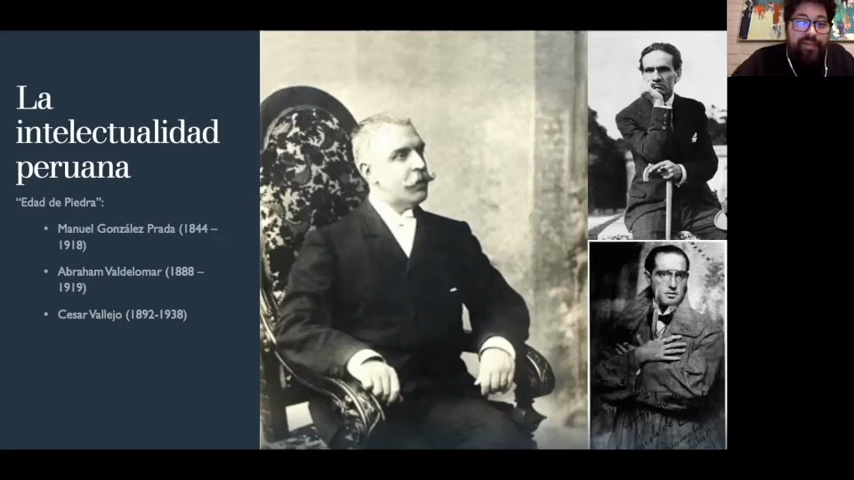 La
intelectualidad
peruana
“Edad de Piedra”:
• Manuel González Prada (1844 –
1918)
• Abraham Valdelomar (1888 –
1919)
• Cesar Vallejo (1892-1938)